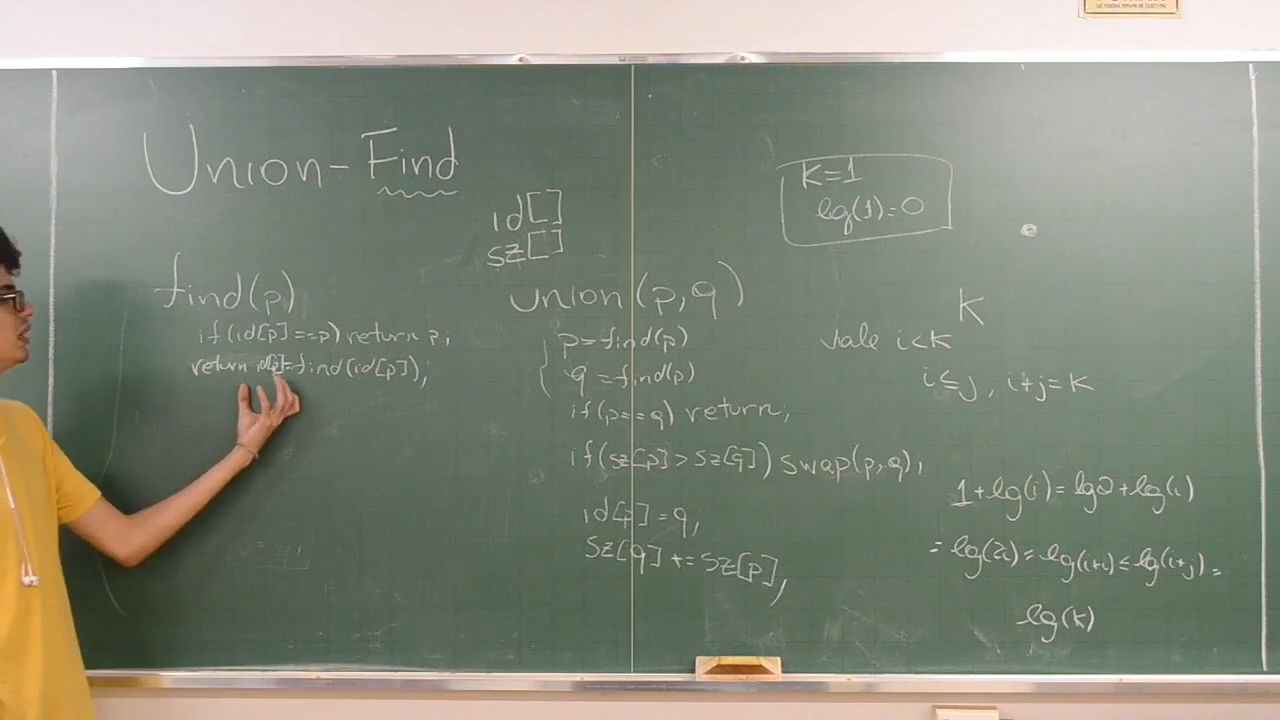 Union-Find
id[]
sz[]
find(p)
if(id[p]==p) return p;
return id[p]=find(id[p]);
union(p,q)
p=find(p)
q=find(p)
if(p==q) return;
if(sz[p]>sz[q]) swap(p,q),
id[p]=q,
sz[q]+=sz[p],
K=1
lg(1)=0
K
vale i<K
i≤j, i+j=K
1+lg(i)=lg2+lg(i)
=lg(2i)=lg(i+i)≤lg(i+j)=
lg(K)